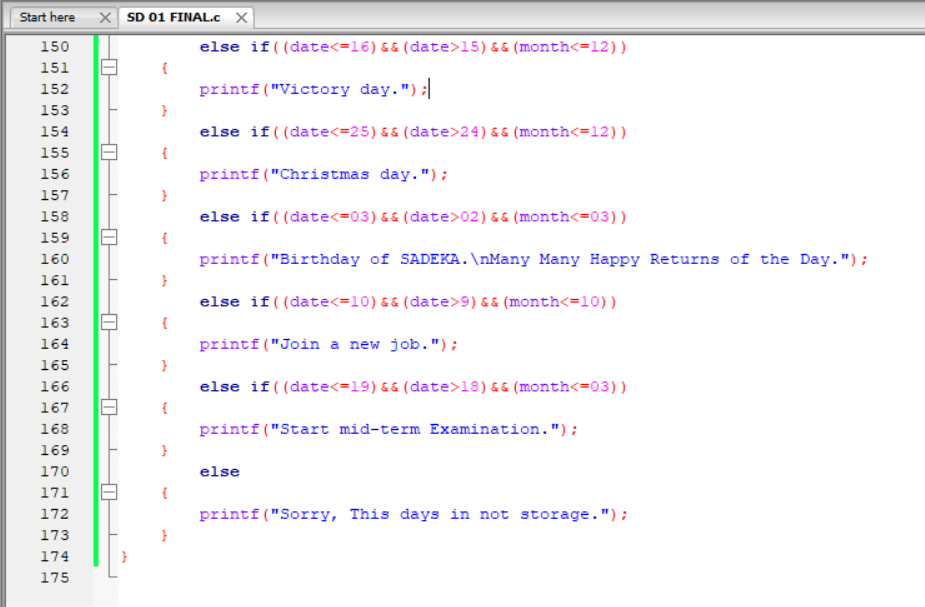 Start here SD 01 FINAL.c
150 else if((date<=16)&&(date>15)&&(month<=12))
151 {
152 printf("Victory day.");
153 }
154 else if((date<=25)&&(date>24)&&(month<=12))
155 {
156 printf("Christmas day.");
157 }
158 else if((date<=03)&&(date>02)&&(month<=03))
159 {
160 printf("Birthday of SADEKA.\nMany Many Happy Returns of the Day.");
161 }
162 else if((date<=10)&&(date>9)&&(month<=10))
163 {
164 printf("Join a new job.");
165 }
166 else if((date<=19)&&(date>18)&&(month<=03))
167 {
168 printf("Start mid-term Examination.");
169 }
170 else
171 {
172 printf("Sorry, This days in not storage.");
173 }
174 }
175